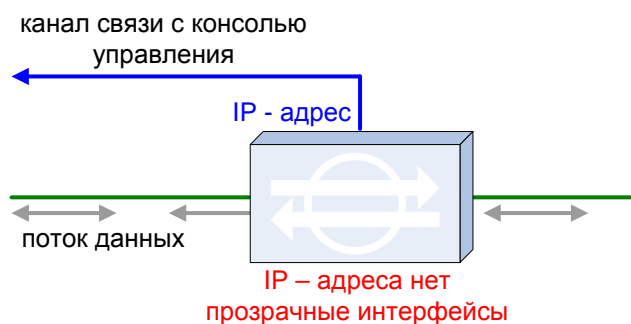 канал связи с консолью
управления
IP - адрес
поток данных
IP – адреса нет
прозрачные интерфейсы